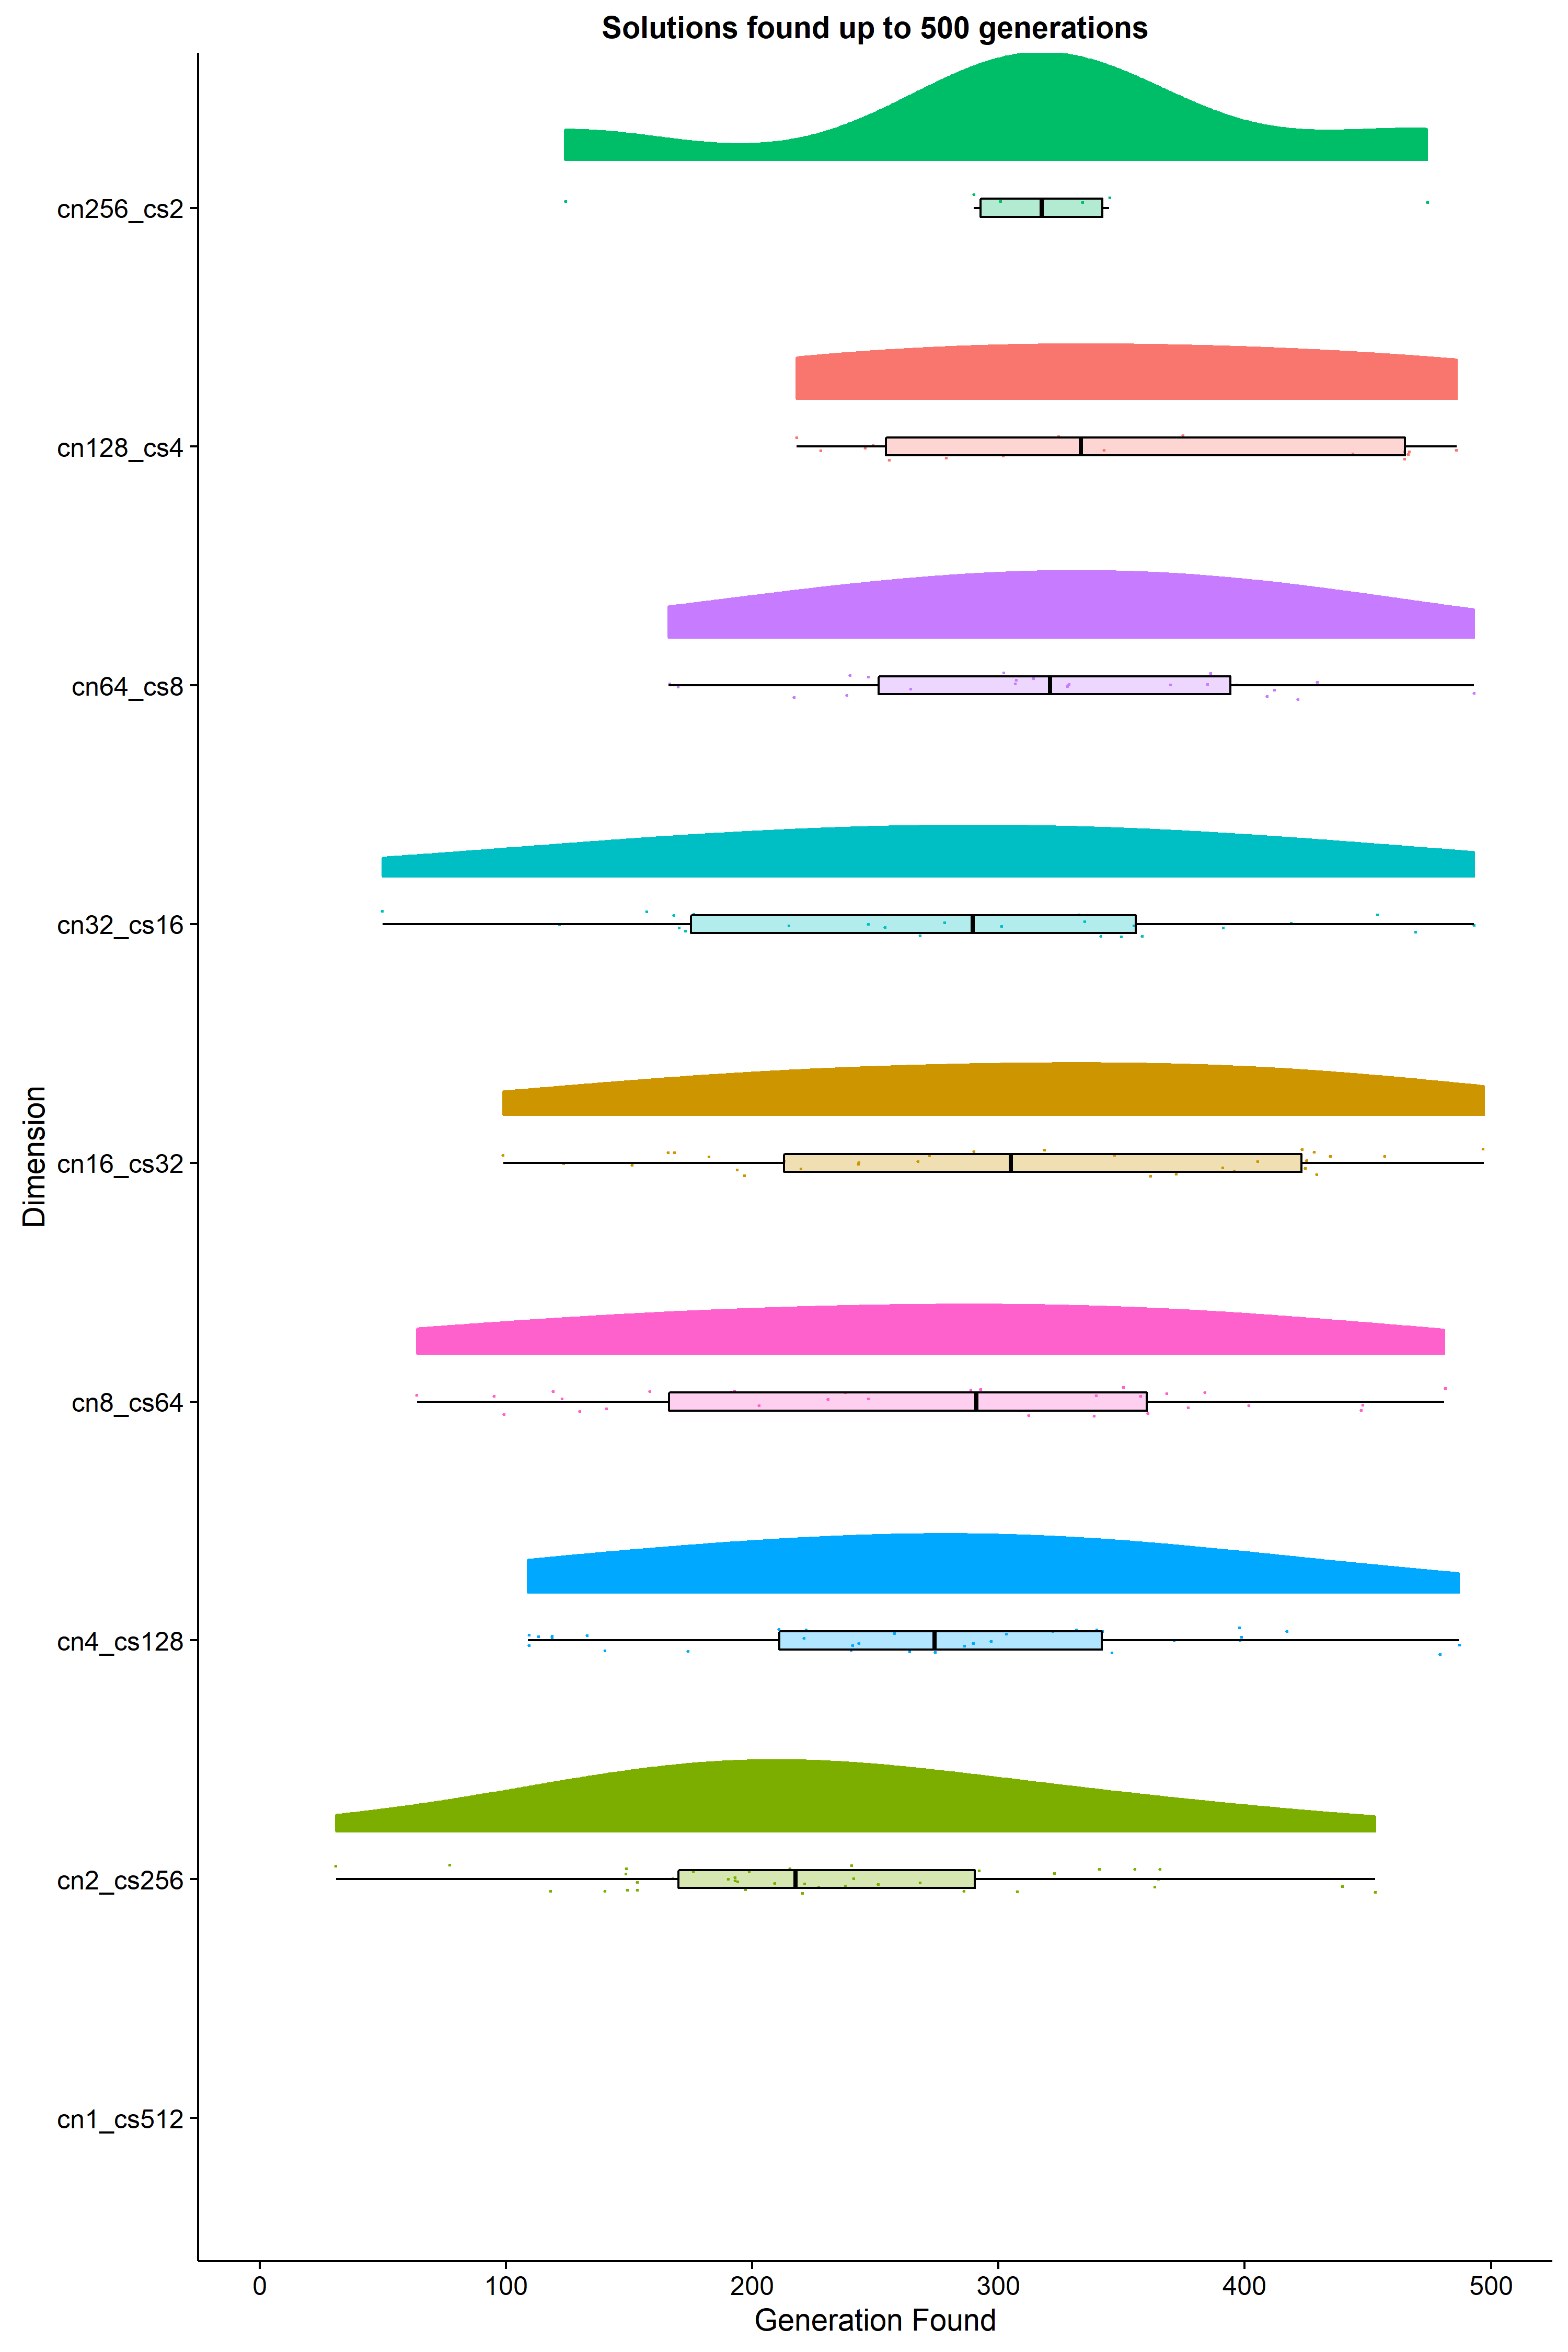 Solutions found up to 500 generations
cn256_cs2
cn128_cs4
cn64_cs8
cn32_cs16
cn16_cs32
Dimension
cn8_cs64
cn4_cs128
cn2_cs256
cn1_cs512
0 100 200 300 400 500
Generation Found